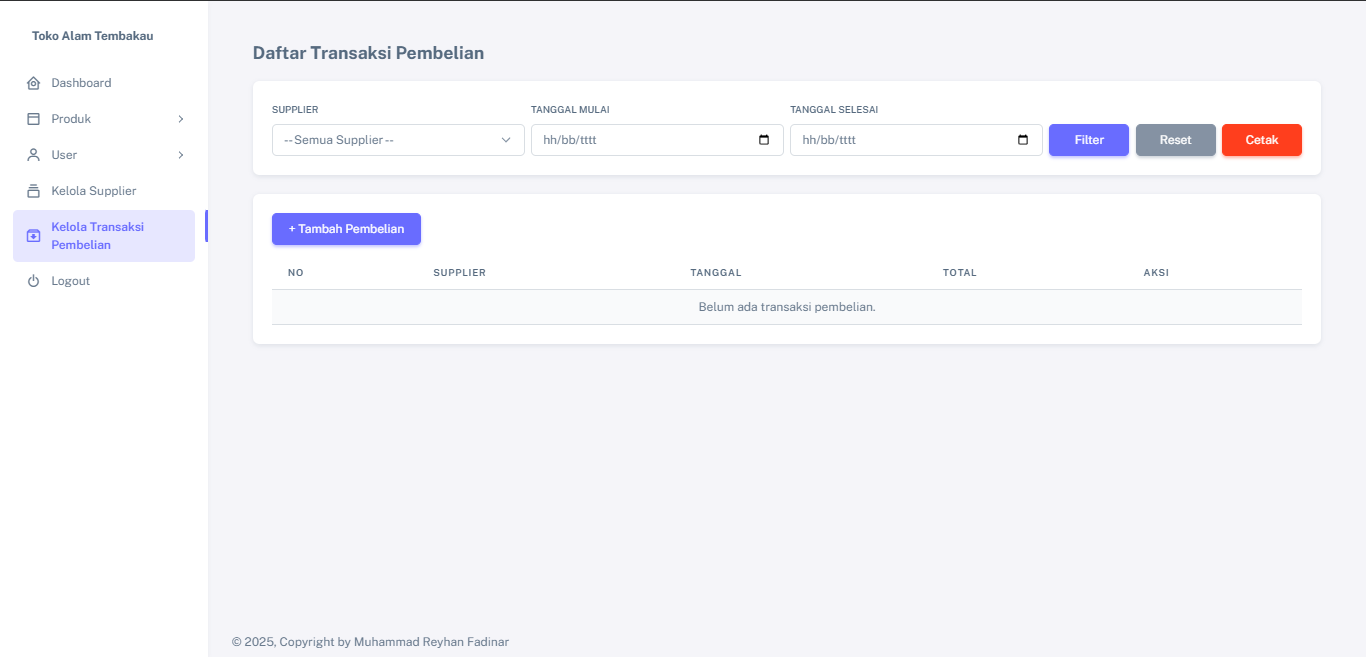 Toko Alam Tembakau
Dashboard
Produk
User
Kelola Supplier
Kelola Transaksi
Pembelian
Logout
Daftar Transaksi Pembelian
SUPPLIER TANGGAL MULAI TANGGAL SELESAI
-- Semua Supplier -- hh/bb/tttt hh/bb/tttt Filter Reset Cetak
+ Tambah Pembelian
NO SUPPLIER TANGGAL TOTAL AKSI
Belum ada transaksi pembelian.
© 2025, Copyright by Muhammad Reyhan Fadinar